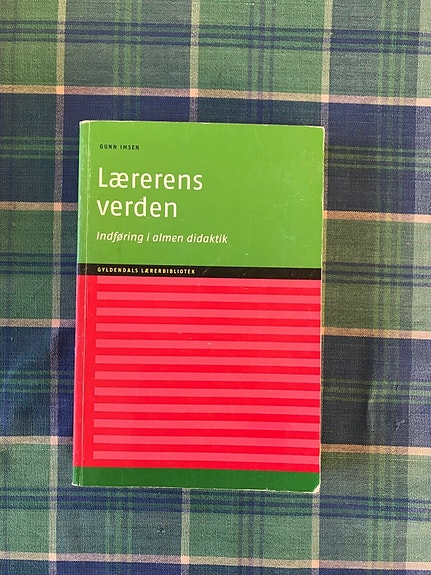 GUNN IMSEN
Lærerens
verden
Indføring i almen didaktik
GYLDENDALS LÆRERBIBLIOTEK